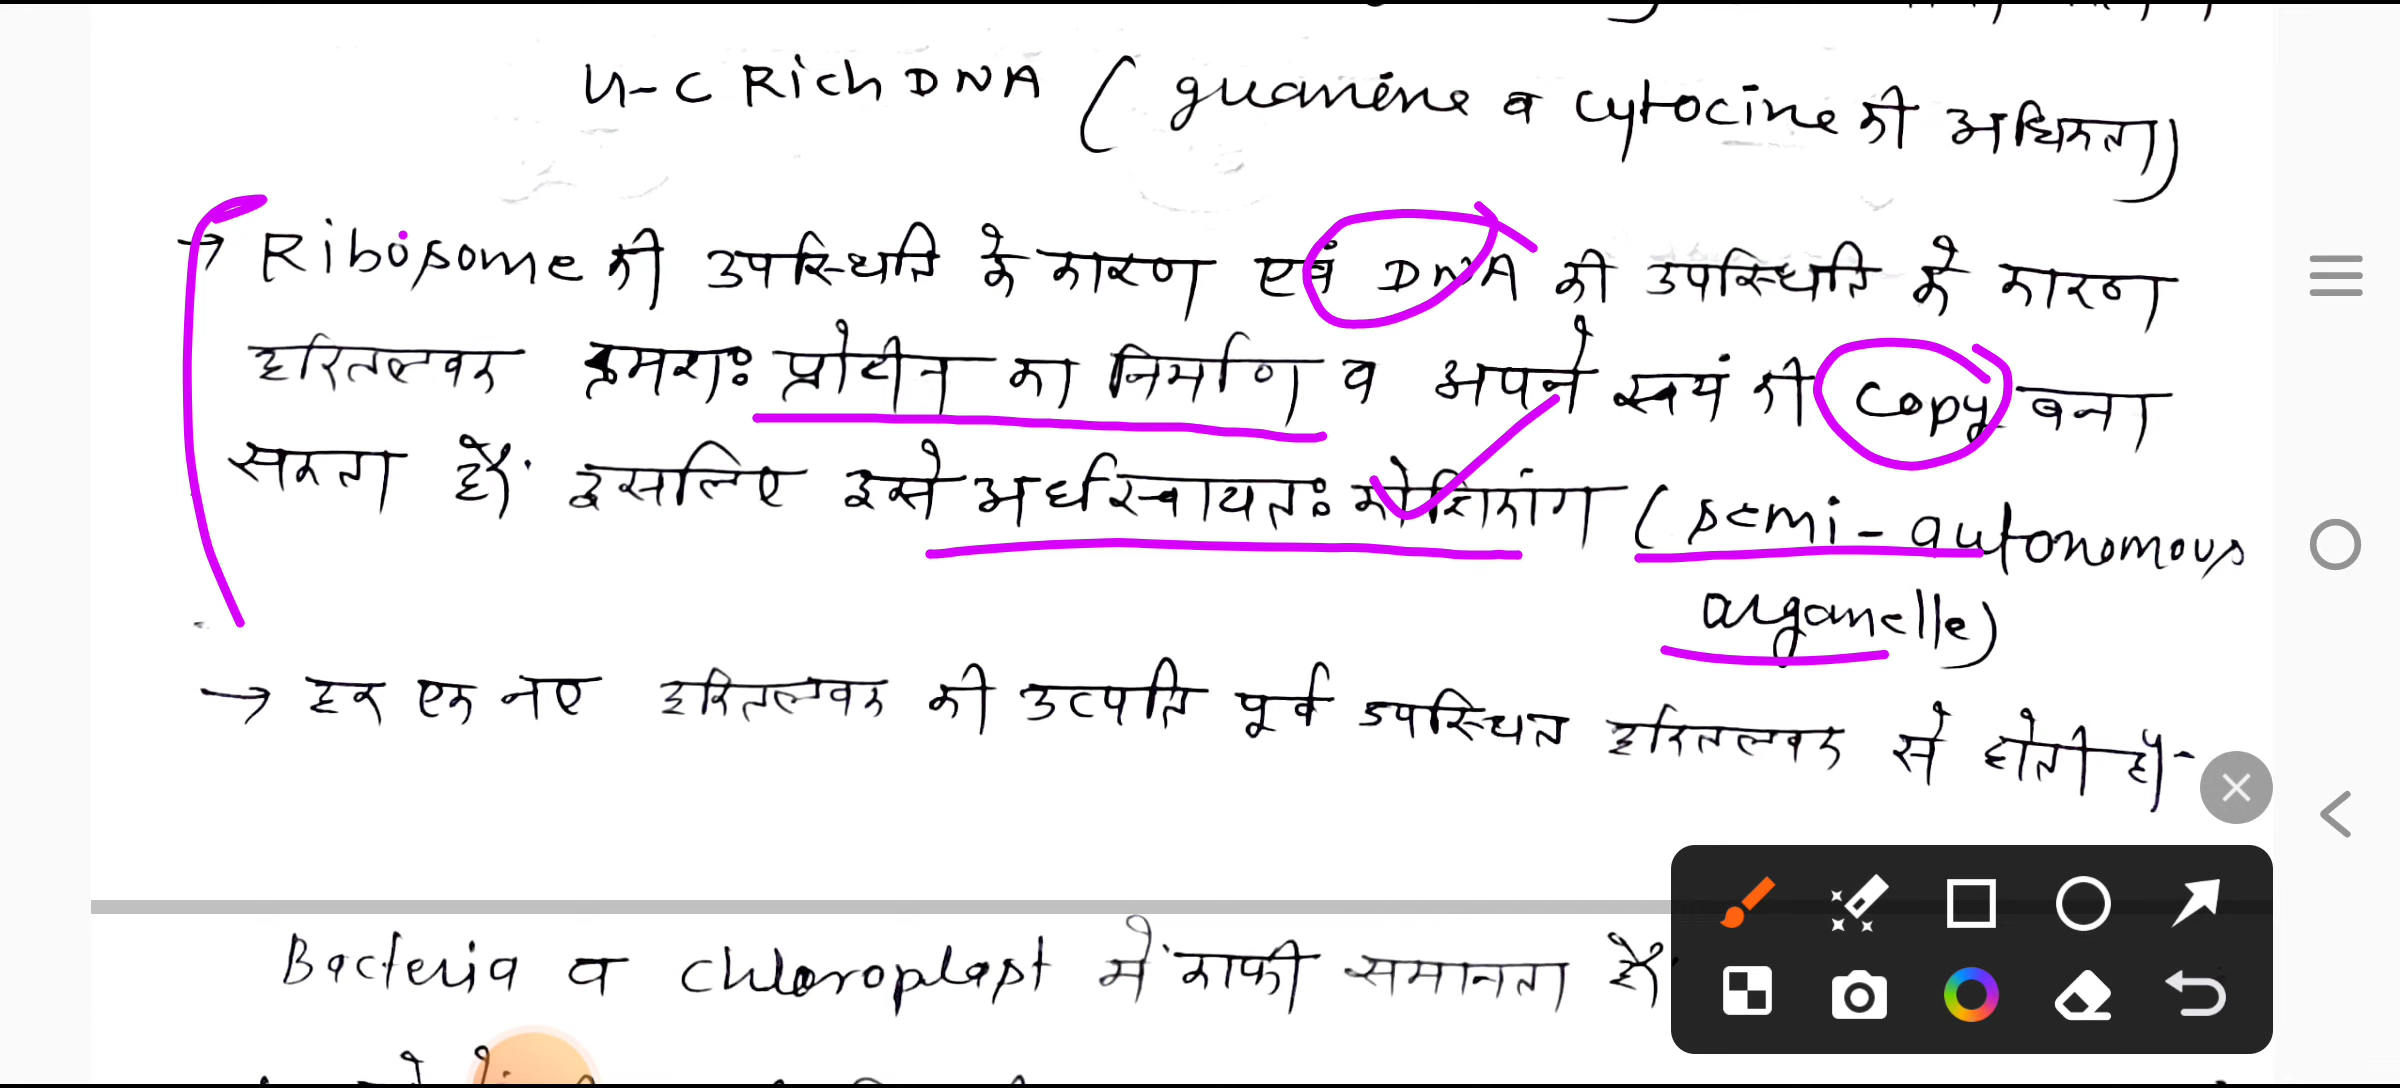 G-C Rich DNA ( guanine व cytocine की अधिकता)
→ Ribosome की उपस्थिति के कारण एवं DNA की उपस्थिति के कारण
हरितलवक क्रमशः प्रोटीन का निर्माण व अपने स्वयं की copy बना
सकता है। इसलिए इसे अर्धस्वायतः कोशिकांग ( semi-autonomous
organelle)
→ हर एक नए हरितलवक की उत्पति पूर्व उपस्थित हरितलवक से होती है-
Bacteria व chloroplast में काफी समानता है